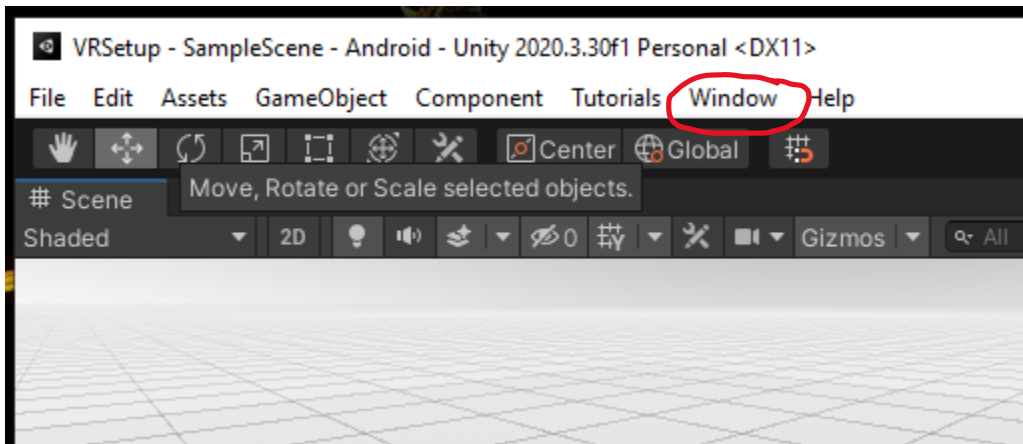 VRSetup - SampleScene - Android - Unity 2020.3.30f1 Personal <DX11>
File Edit Assets GameObject Component Tutorials Window Help
Center Global
Move, Rotate or Scale selected objects.
Scene
Shaded 2D 0 Gizmos All